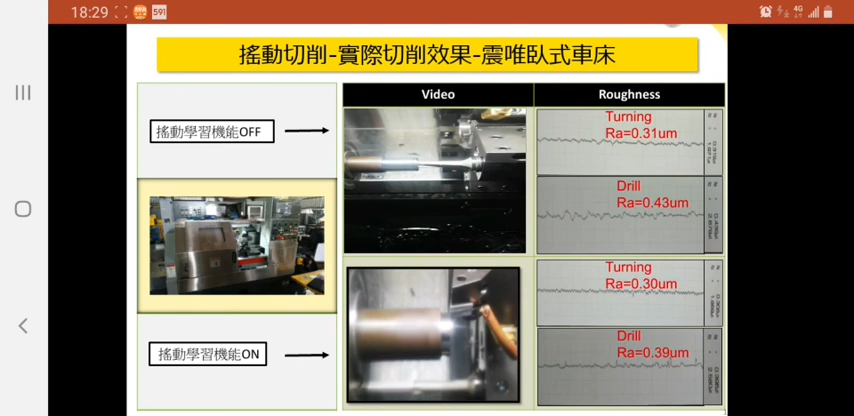 18:29
591
4G
搖動切削-實際切削效果-震唯臥式車床
Video
Roughness
搖動學習機能OFF
Turning
Ra=0.31um
Drill
Ra=0.43um
搖動學習機能ON
Turning
Ra=0.30um
Drill
Ra=0.39um